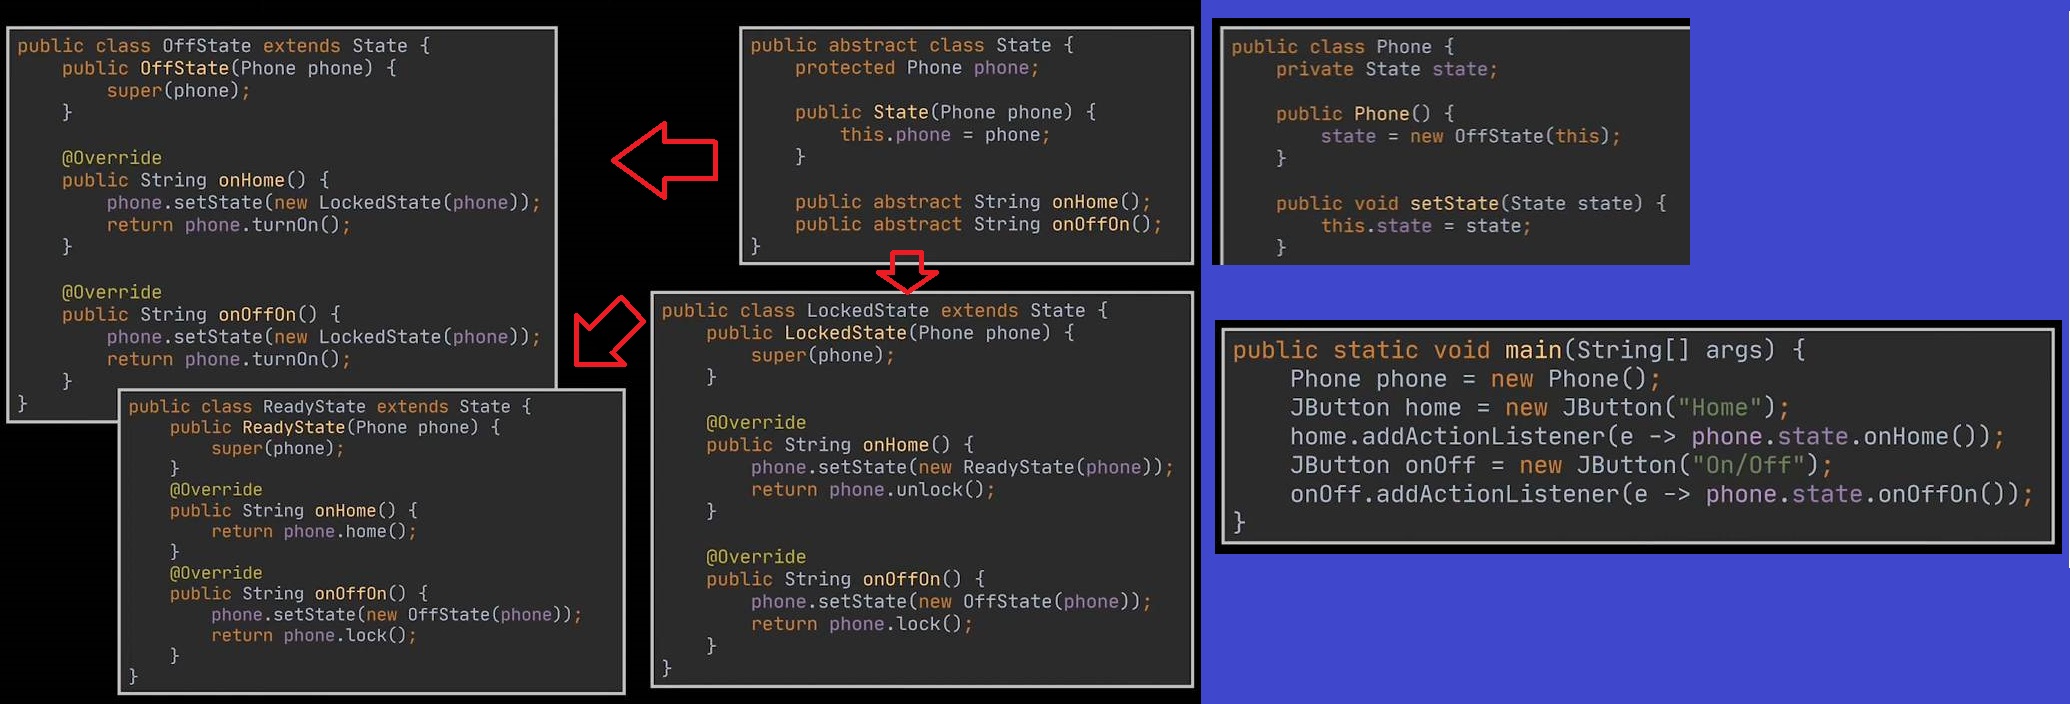 public class OffState extends State {
    public OffState(Phone phone) {
        super(phone);
    }

    @Override
    public String onHome() {
        phone.setState(new LockedState(phone));
        return phone.turnOn();
    }

    @Override
    public String onOffOn() {
        phone.setState(new LockedState(phone));
        return phone.turnOn();
    }
}
public class ReadyState extends State {
    public ReadyState(Phone phone) {
        super(phone);
    }
    @Override
    public String onHome() {
        return phone.home();
    }
    @Override
    public String onOffOn() {
        phone.setState(new OffState(phone));
        return phone.lock();
    }
}
public abstract class State {
    protected Phone phone;

    public State(Phone phone) {
        this.phone = phone;
    }

    public abstract String onHome();
    public abstract String onOffOn();
}
public class LockedState extends State {
    public LockedState(Phone phone) {
        super(phone);
    }

    @Override
    public String onHome() {
        phone.setState(new ReadyState(phone));
        return phone.unlock();
    }

    @Override
    public String onOffOn() {
        phone.setState(new OffState(phone));
        return phone.lock();
    }
}
public class Phone {
    private State state;

    public Phone() {
        state = new OffState(this);
    }

    public void setState(State state) {
        this.state = state;
    }
public static void main(String[] args) {
    Phone phone = new Phone();
    JButton home = new JButton("Home");
    home.addActionListener(e -> phone.state.onHome());
    JButton onOff = new JButton("On/Off");
    onOff.addActionListener(e -> phone.state.onOffOn());
}